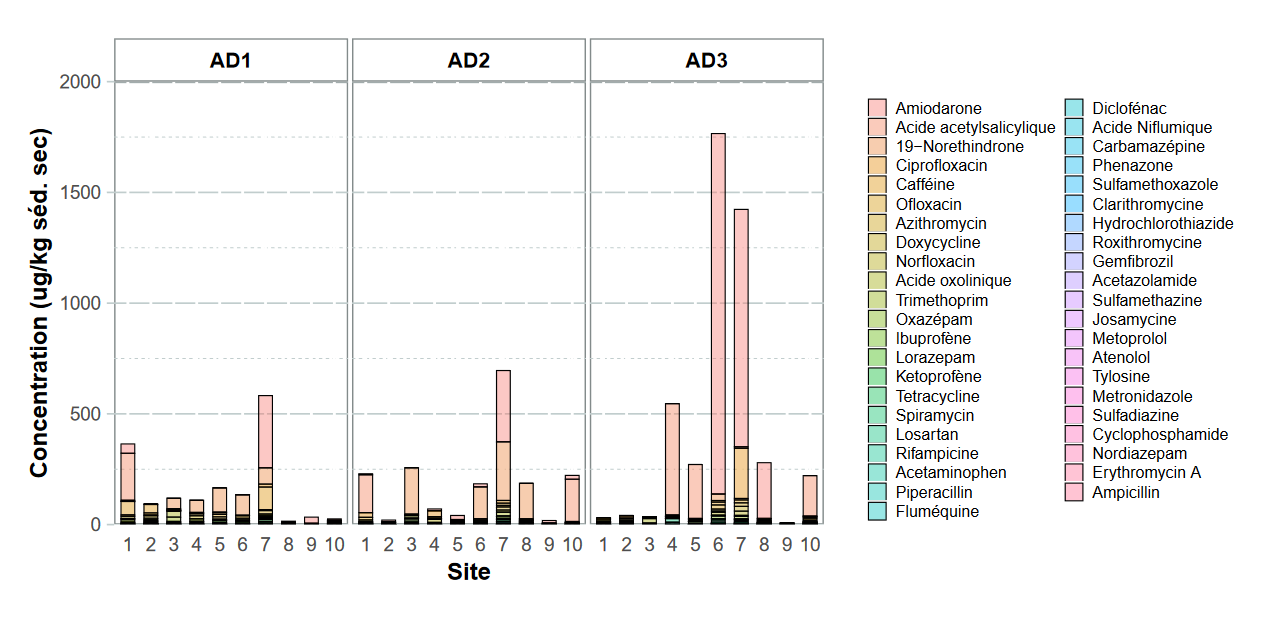 AD1 AD2 AD3
2000
1500
1000
500
0
Concentration (ug/kg séd. sec)
1 2 3 4 5 6 7 8 9 10 1 2 3 4 5 6 7 8 9 10 1 2 3 4 5 6 7 8 9 10
Site
Amiodarone
Acide acetylsalicylique
19−Norethindrone
Ciprofloxacin
Cafféine
Ofloxacin
Azithromycin
Doxycycline
Norfloxacin
Acide oxolinique
Trimethoprim
Oxazépam
Ibuprofène
Lorazepam
Ketoprofène
Tetracycline
Spiramycin
Losartan
Rifampicine
Acetaminophen
Piperacillin
Fluméquine
Diclofénac
Acide Niflumique
Carbamazépine
Phenazone
Sulfamethoxazole
Clarithromycine
Hydrochlorothiazide
Roxithromycine
Gemfibrozil
Acetazolamide
Sulfamethazine
Josamycine
Metoprolol
Atenolol
Tylosine
Metronidazole
Sulfadiazine
Cyclophosphamide
Nordiazepam
Erythromycin A
Ampicillin